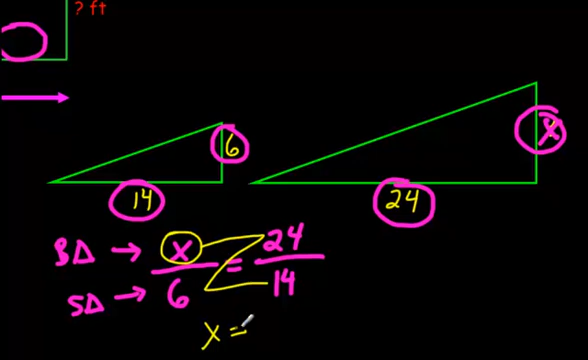 ? ft
6
x
14
24
BΔ → x/6 = 24/14
SΔ →
x =